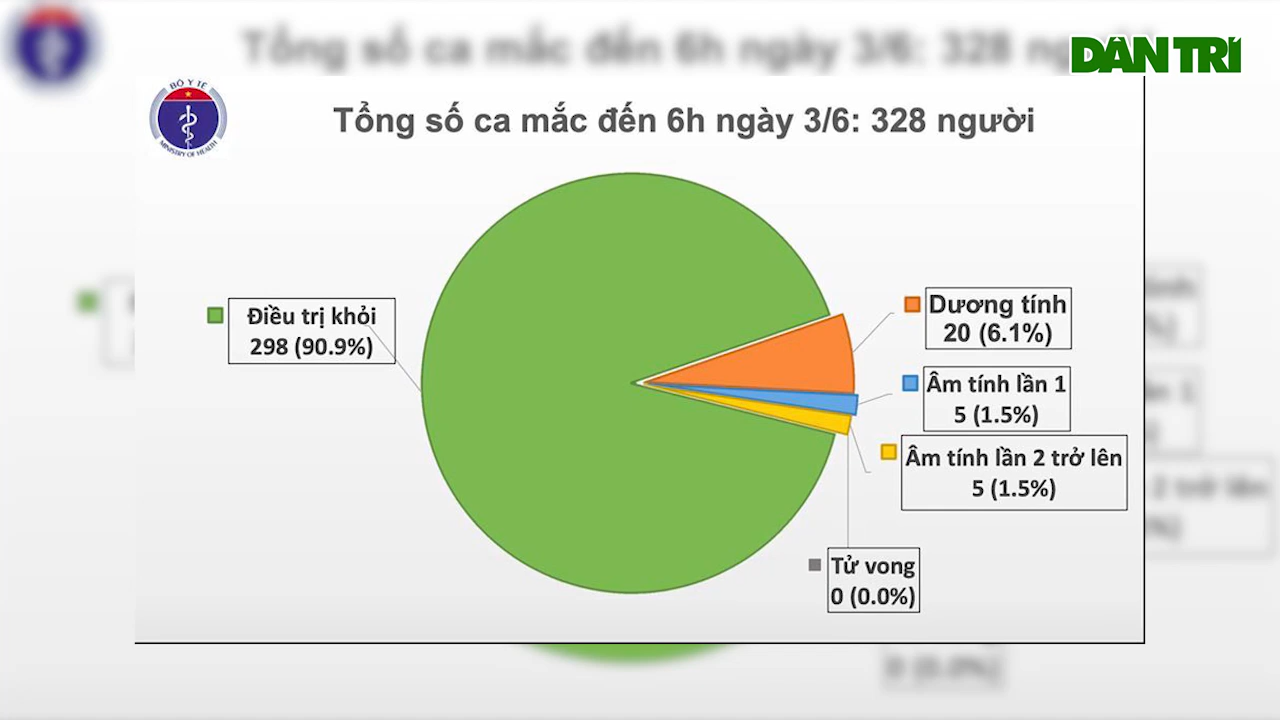 DÂN TRÍ
BỘ Y TẾ
MINISTRY OF HEALTH
Tổng số ca mắc đến 6h ngày 3/6: 328 người
Điều trị khỏi
298 (90.9%)
Dương tính
20 (6.1%)
Âm tính lần 1
5 (1.5%)
Âm tính lần 2 trở lên
5 (1.5%)
Tử vong
0 (0.0%)